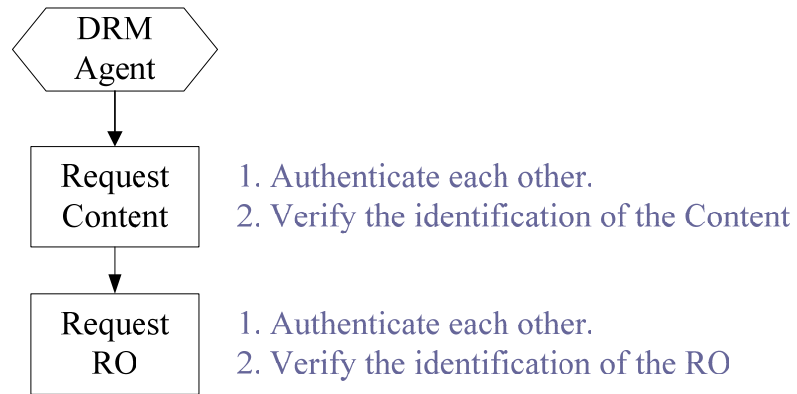 DRM
Agent
Request
Content
1. Authenticate each other.
2. Verify the identification of the Content
Request
RO
1. Authenticate each other.
2. Verify the identification of the RO